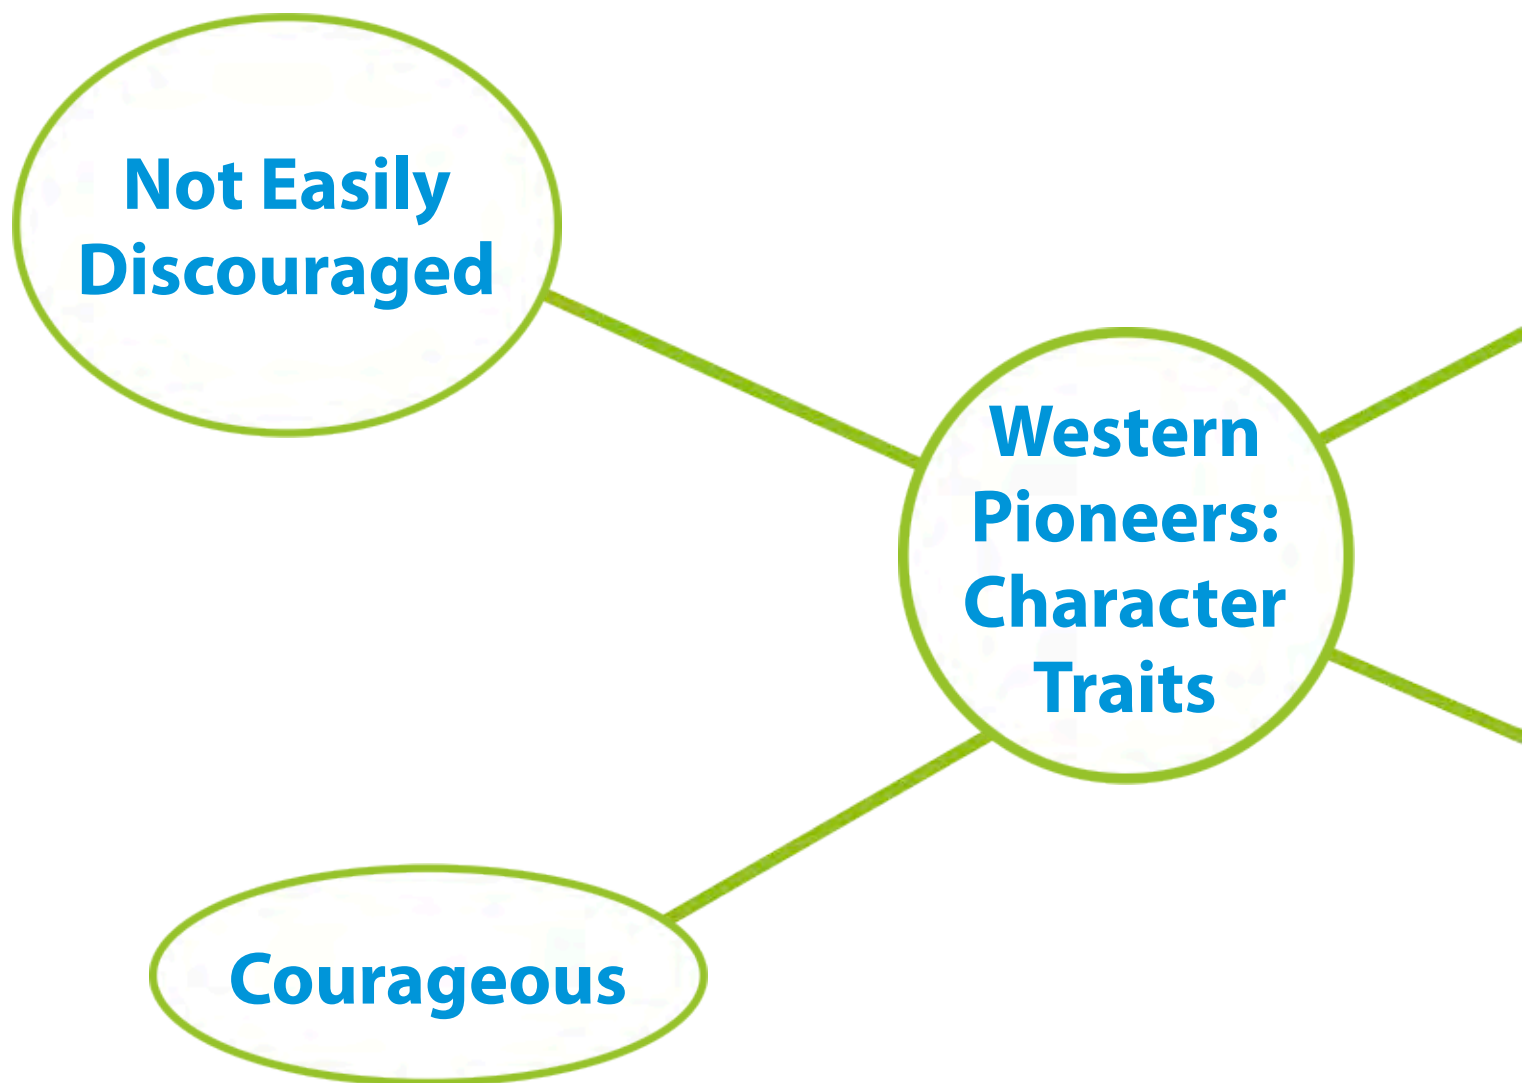 Not Easily
Discouraged
Western
Pioneers:
Character
Traits
Courageous